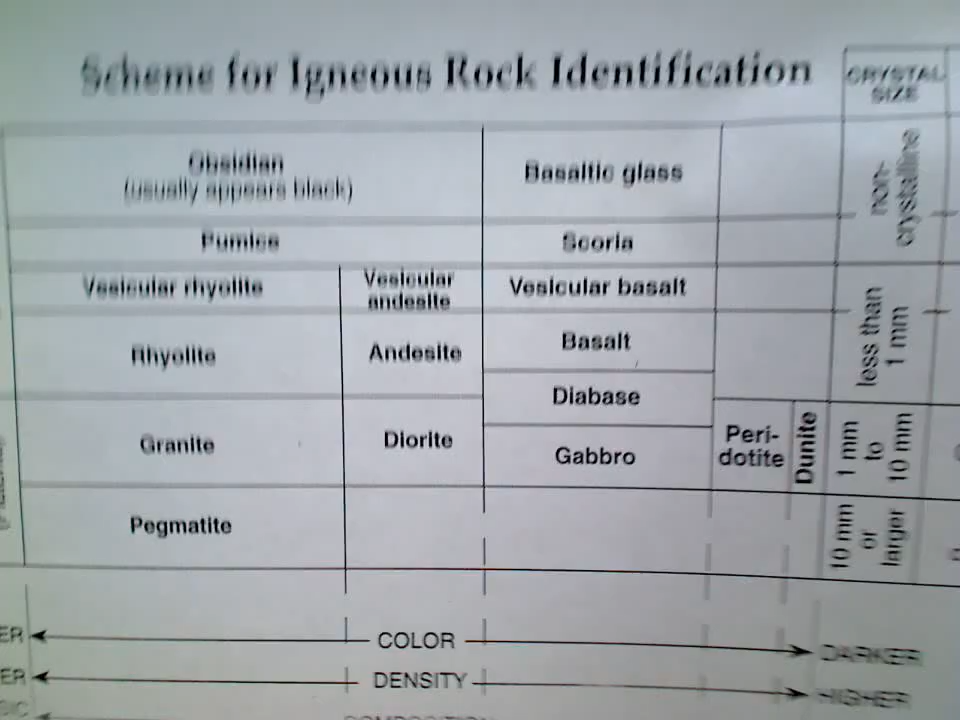 Scheme for Igneous Rock Identification
CRYSTAL
SIZE
Obsidian
(usually appears black)
Basaltic glass
non-
crystalline
Pumice
Scoria
Vesicular rhyolite
Vesicular
andesite
Vesicular basalt
Rhyolite
Andesite
Basalt
less than
1 mm
Diabase
Granite
Diorite
Gabbro
Peri-
dotite
Dunite
1 mm
to
10 mm
Pegmatite
10 mm
or
larger
ER
COLOR
DARKER
ER
DENSITY
HIGHER